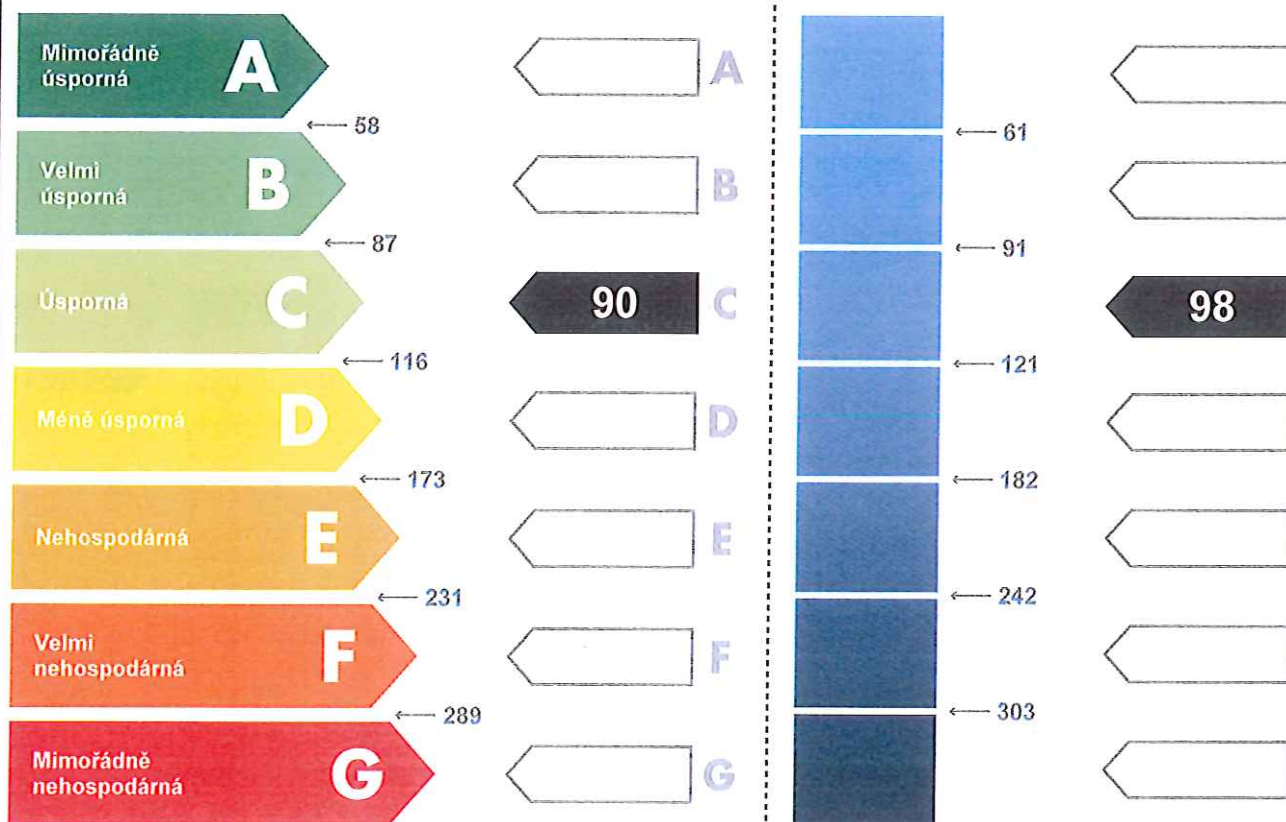 Mimořádně
úsporná
A
A
← 58
← 61
Velmi
úsporná
B
B
← 87
← 91
Úsporná
C
90
C
98
← 116
← 121
Méně úsporná
D
D
← 173
← 182
Nehospodárná
E
E
← 231
← 242
Velmi
nehospodárná
F
F
← 289
← 303
Mimořádně
nehospodárná
G
G